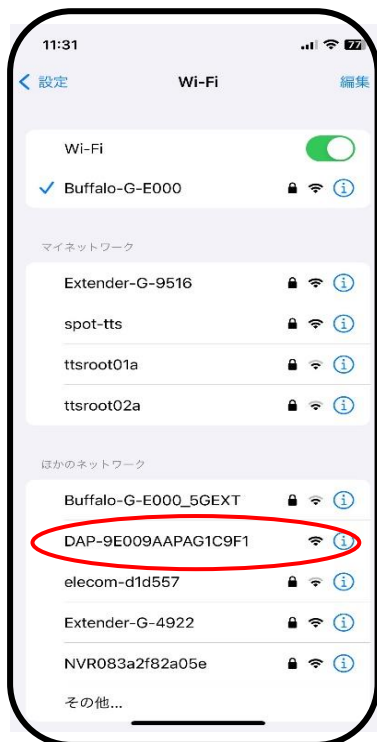 11:31 77
設定 Wi-Fi 編集
Wi-Fi
Buffalo-G-E000
マイネットワーク
Extender-G-9516
spot-tts
ttsroot01a
ttsroot02a
ほかのネットワーク
Buffalo-G-E000_5GEXT
DAP-9E009AAPAG1C9F1
elecom-d1d557
Extender-G-4922
NVR083a2f82a05e
その他...